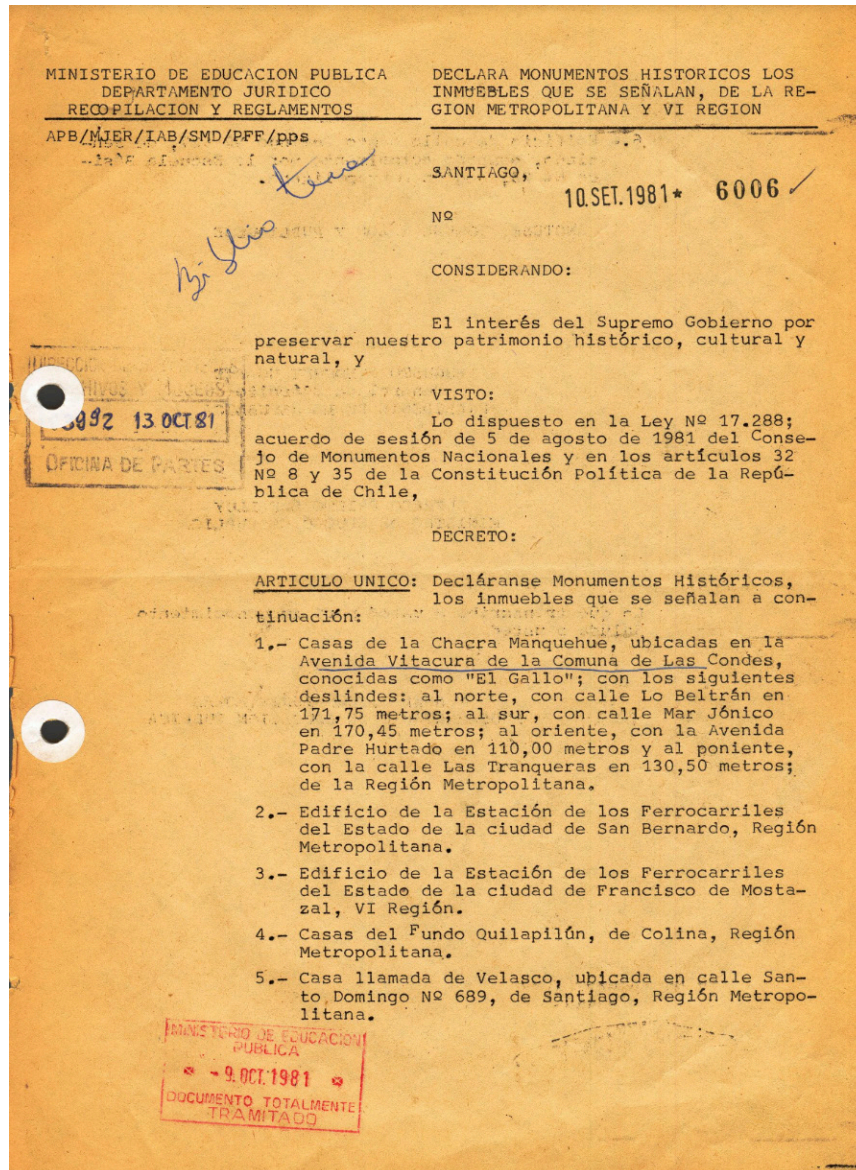 MINISTERIO DE EDUCACION PUBLICA
DEPARTAMENTO JURIDICO
RECOPILACION Y REGLAMENTOS
APB/MJER/IAB/SMD/PFF/pps
DECLARA MONUMENTOS HISTORICOS LOS
INMUEBLES QUE SE SEÑALAN, DE LA RE-
GION METROPOLITANA Y VI REGION
SANTIAGO,
10.SET.1981* 6006
Nº
CONSIDERANDO:
El interés del Supremo Gobierno por
preservar nuestro patrimonio histórico, cultural y
natural, y
VISTO:
Lo dispuesto en la Ley Nº 17.288;
acuerdo de sesión de 5 de agosto de 1981 del Conse-
jo de Monumentos Nacionales y en los artículos 32
Nº 8 y 35 de la Constitución Política de la Repú-
blica de Chile,
13 OCT 81
OFICINA DE PARTES
DECRETO:
ARTICULO UNICO: Decláranse Monumentos Históricos,
los inmuebles que se señalan a con-
tinuación:
1.- Casas de la Chacra Manquehue, ubicadas en la
Avenida Vitacura de la Comuna de Las Condes,
conocidas como "El Gallo"; con los siguientes
deslindes: al norte, con calle Lo Beltrán en
171,75 metros; al sur, con calle Mar Jónico
en 170,45 metros; al oriente, con la Avenida
Padre Hurtado en 110,00 metros y al poniente,
con la calle Las Tranqueras en 130,50 metros;
de la Región Metropolitana.
2.- Edificio de la Estación de los Ferrocarriles
del Estado de la ciudad de San Bernardo, Región
Metropolitana.
3.- Edificio de la Estación de los Ferrocarriles
del Estado de la ciudad de Francisco de Mosta-
zal, VI Región.
4.- Casas del Fundo Quilapilún, de Colina, Región
Metropolitana.
5.- Casa llamada de Velasco, ubicada en calle San-
to Domingo Nº 689, de Santiago, Región Metropo-
litana.
MINISTERIO DE EDUCACION
PUBLICA
* - 9.OCT.1981 *
DOCUMENTO TOTALMENTE
TRAMITADO